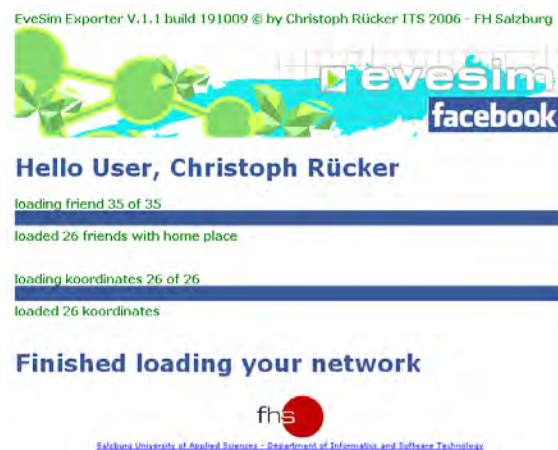 EveSim Exporter V.1.1 build 191009 © by Christoph Rücker ITS 2006 - FH Salzburg
evesim
facebook
Hello User, Christoph Rücker
loading friend 35 of 35
loaded 26 friends with home place
loading koordinates 26 of 26
loaded 26 koordinates
Finished loading your network
fhs
Salzburg University of Applied Sciences - Department of Informatics and Software Technology